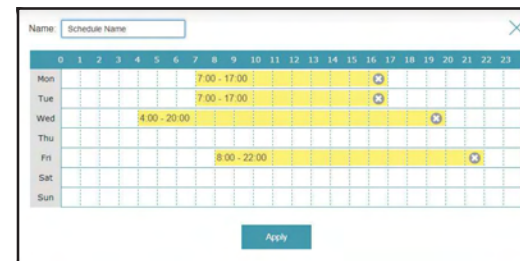 Name: Schedule Name
0 1 2 3 4 5 6 7 8 9 10 11 12 13 14 15 16 17 18 19 20 21 22 23
Mon 7:00 - 17:00
Tue 7:00 - 17:00
Wed 4:00 - 20:00
Thu
Fri 8:00 - 22:00
Sat
Sun
Apply